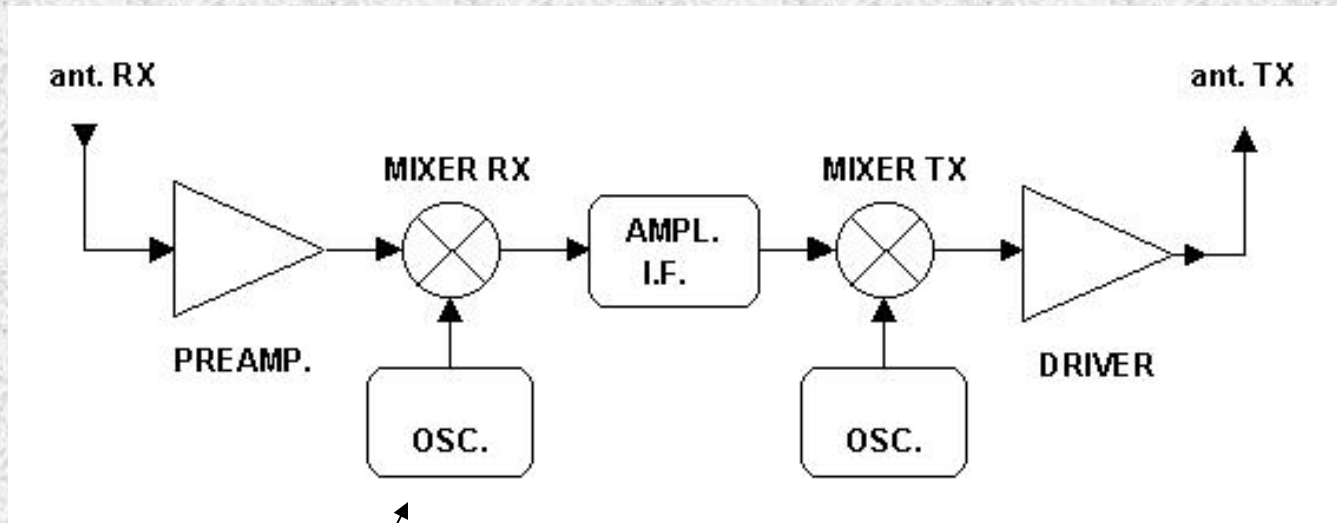 ant. RX
ant. TX
MIXER RX
MIXER TX
AMPL.
I.F.
PREAMP.
DRIVER
OSC.
OSC.